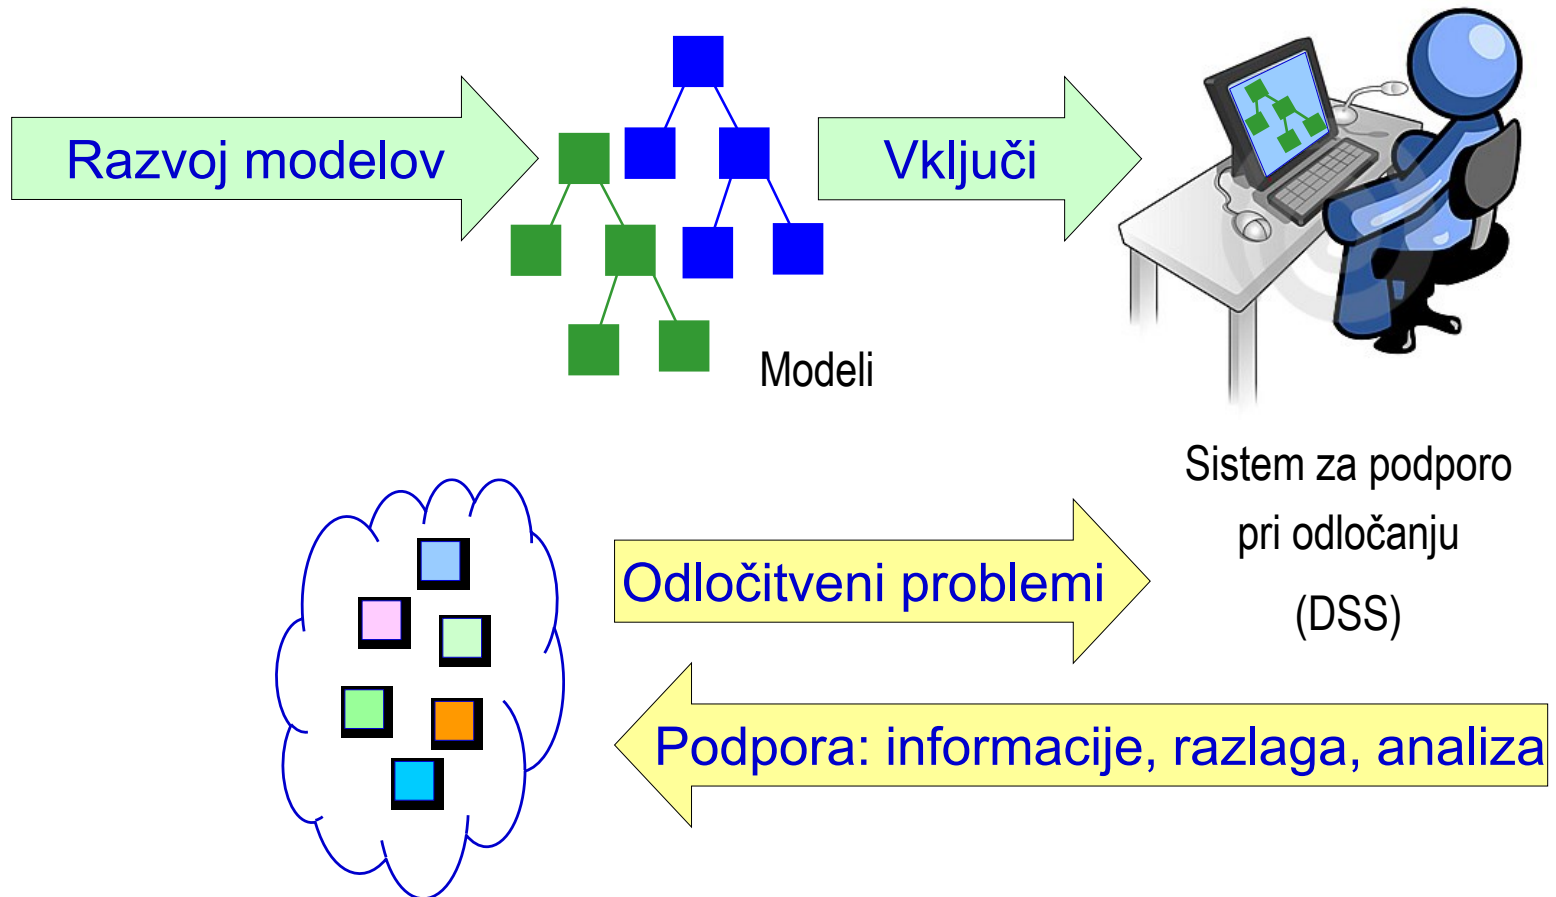 Razvoj modelov
Vključi
Modeli
Sistem za podporo
pri odločanju
(DSS)
Odločitveni problemi
Podpora: informacije, razlaga, analiza